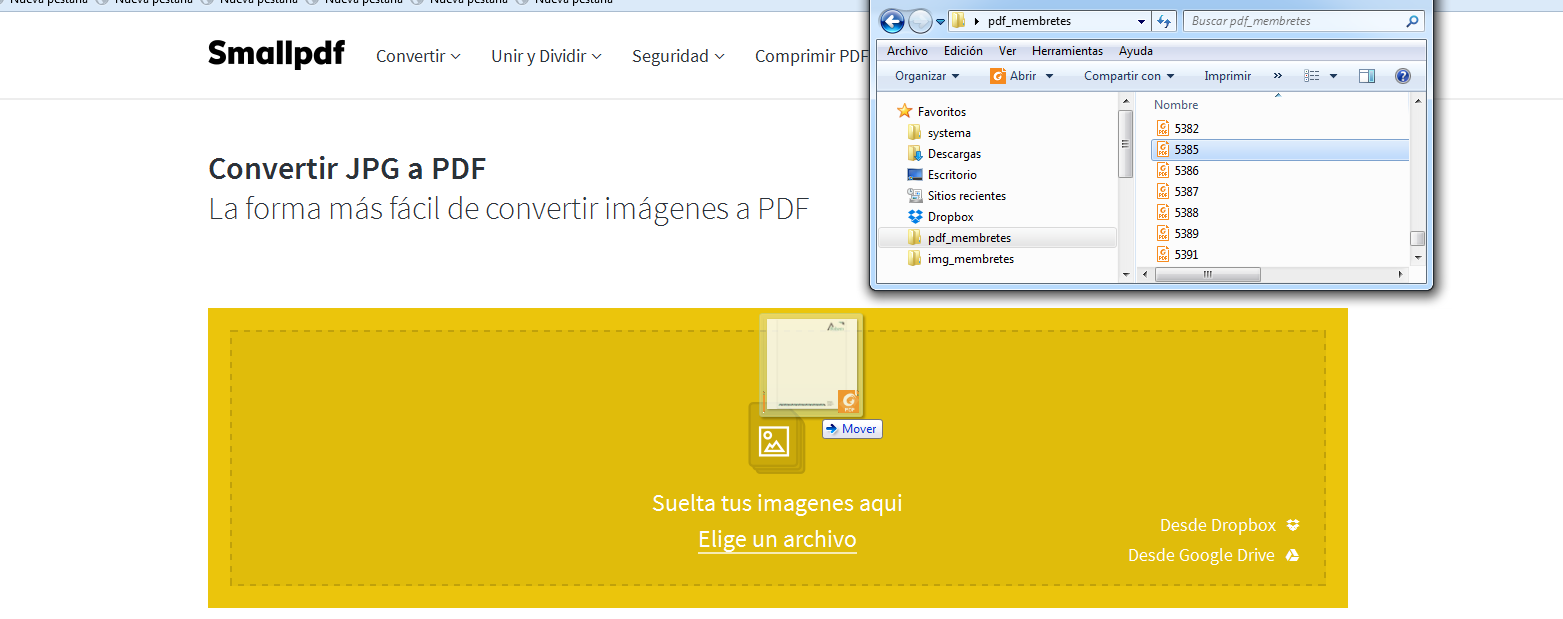 Nueva pestaña Nueva pestaña Nueva pestaña Nueva pestaña Nueva pestaña Nueva pestaña
Smallpdf Convertir Unir y Dividir Seguridad Comprimir PDF
pdf_membretes Buscar pdf_membretes
Archivo Edición Ver Herramientas Ayuda
Organizar Abrir Compartir con Imprimir »
Favoritos
systema
Descargas
Escritorio
Sitios recientes
Dropbox
pdf_membretes
img_membretes
Nombre
5382
5385
5386
5387
5388
5389
5391
Convertir JPG a PDF
La forma más fácil de convertir imágenes a PDF
PDF
Mover
Suelta tus imagenes aqui
Elige un archivo
Desde Dropbox
Desde Google Drive